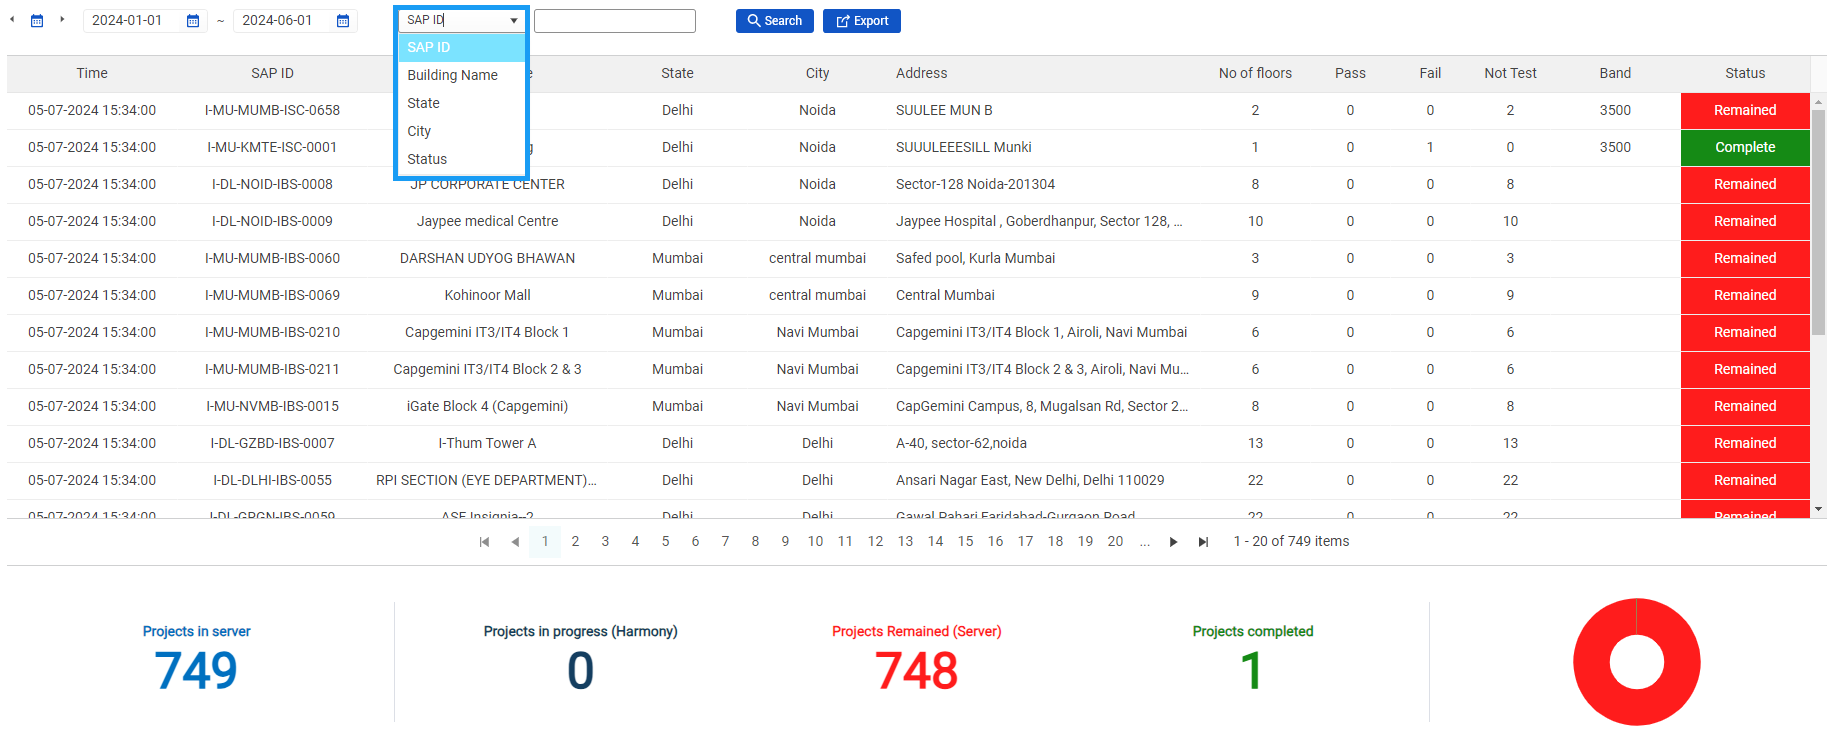 2024-01-01 ~ 2024-06-01 SAP ID Search Export
SAP ID
Building Name
State
City
Status
Time SAP ID State City Address No of floors Pass Fail Not Test Band Status
05-07-2024 15:34:00 I-MU-MUMB-ISC-0658 Delhi Noida SUULEE MUN B 2 0 0 2 3500 Remained
05-07-2024 15:34:00 I-MU-KMTE-ISC-0001 Delhi Noida SUUULEEESILL Munki 1 0 1 0 3500 Complete
05-07-2024 15:34:00 I-DL-NOID-IBS-0008 JP CORPORATE CENTER Delhi Noida Sector-128 Noida-201304 8 0 0 8 Remained
05-07-2024 15:34:00 I-DL-NOID-IBS-0009 Jaypee medical Centre Delhi Noida Jaypee Hospital , Goberdhanpur, Sector 128, ... 10 0 0 10 Remained
05-07-2024 15:34:00 I-MU-MUMB-IBS-0060 DARSHAN UDYOG BHAWAN Mumbai central mumbai Safed pool, Kurla Mumbai 3 0 0 3 Remained
05-07-2024 15:34:00 I-MU-MUMB-IBS-0069 Kohinoor Mall Mumbai central mumbai Central Mumbai 9 0 0 9 Remained
05-07-2024 15:34:00 I-MU-MUMB-IBS-0210 Capgemini IT3/IT4 Block 1 Mumbai Navi Mumbai Capgemini IT3/IT4 Block 1, Airoli, Navi Mumbai 6 0 0 6 Remained
05-07-2024 15:34:00 I-MU-MUMB-IBS-0211 Capgemini IT3/IT4 Block 2 & 3 Mumbai Navi Mumbai Capgemini IT3/IT4 Block 2 & 3, Airoli, Navi Mu... 6 0 0 6 Remained
05-07-2024 15:34:00 I-MU-NVMB-IBS-0015 iGate Block 4 (Capgemini) Mumbai Navi Mumbai CapGemini Campus, 8, Mugalsan Rd, Sector 2... 8 0 0 8 Remained
05-07-2024 15:34:00 I-DL-GZBD-IBS-0007 I-Thum Tower A Delhi Delhi A-40, sector-62,noida 13 0 0 13 Remained
05-07-2024 15:34:00 I-DL-DLHI-IBS-0055 RPI SECTION (EYE DEPARTMENT)... Delhi Delhi Ansari Nagar East, New Delhi, Delhi 110029 22 0 0 22 Remained
05-07-2024 15:34:00 I-DL-GRGN-IBS-0059 ASF Insignia--2 Delhi Delhi Gawal Pahari Faridabad-Gurgaon Road 22 0 0 22 Remained
1 2 3 4 5 6 7 8 9 10 11 12 13 14 15 16 17 18 19 20 ... 1 - 20 of 749 items
Projects in server Projects in progress (Harmony) Projects Remained (Server) Projects completed
749 0 748 1